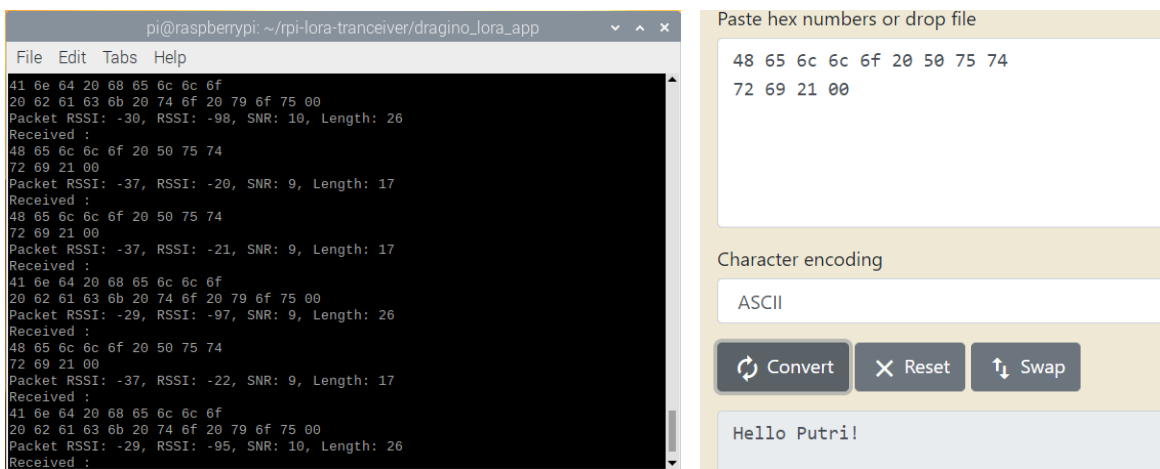 pi@raspberrypi: ~/rpi-lora-tranceiver/dragino_lora_app
File Edit Tabs Help
41 6e 64 20 68 65 6c 6c 6f
20 62 61 63 6b 20 74 6f 20 79 6f 75 00
Packet RSSI: -30, RSSI: -98, SNR: 10, Length: 26
Received :
48 65 6c 6c 6f 20 50 75 74
72 69 21 00
Packet RSSI: -37, RSSI: -20, SNR: 9, Length: 17
Received :
48 65 6c 6c 6f 20 50 75 74
72 69 21 00
Packet RSSI: -37, RSSI: -21, SNR: 9, Length: 17
Received :
41 6e 64 20 68 65 6c 6c 6f
20 62 61 63 6b 20 74 6f 20 79 6f 75 00
Packet RSSI: -29, RSSI: -97, SNR: 9, Length: 26
Received :
48 65 6c 6c 6f 20 50 75 74
72 69 21 00
Packet RSSI: -37, RSSI: -22, SNR: 9, Length: 17
Received :
41 6e 64 20 68 65 6c 6c 6f
20 62 61 63 6b 20 74 6f 20 79 6f 75 00
Packet RSSI: -29, RSSI: -95, SNR: 10, Length: 26
Received :
Paste hex numbers or drop file
48 65 6c 6c 6f 20 50 75 74
72 69 21 00
Character encoding
ASCII
Convert Reset Swap
Hello Putri!